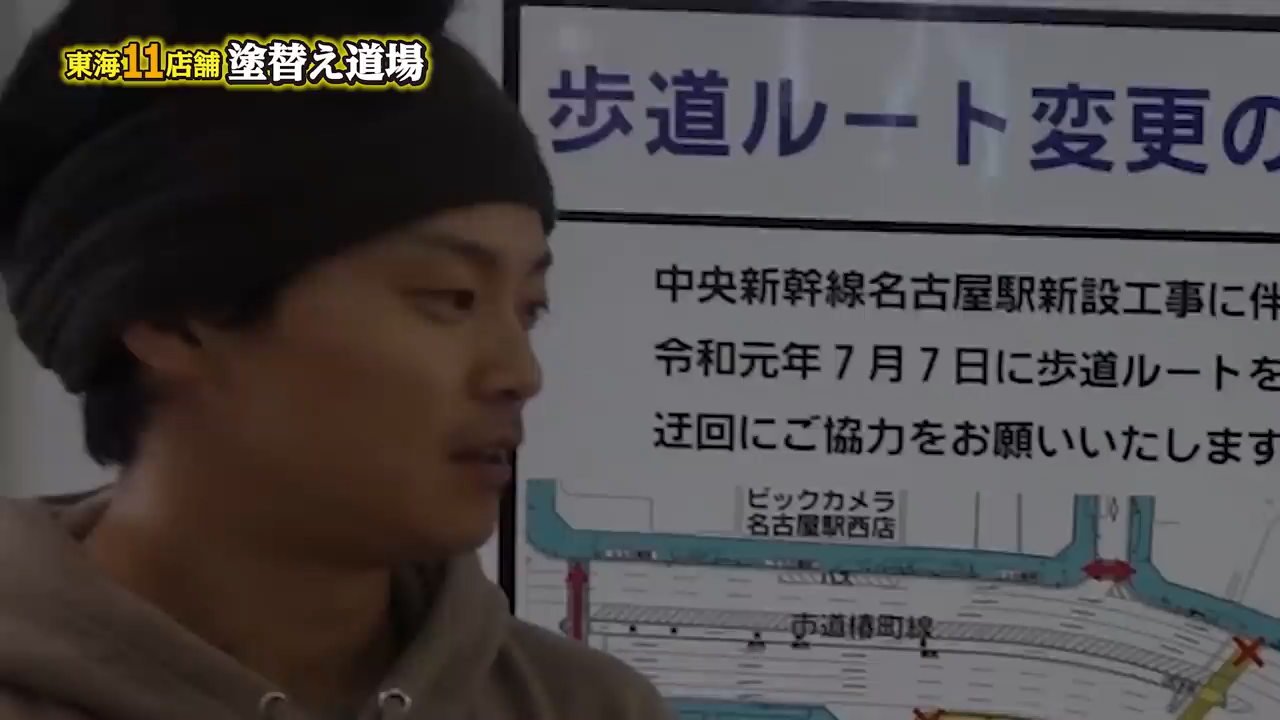 東海11店舗 塗替え道場
歩道ルート変更の
中央新幹線名古屋駅新設工事に伴
令和元年7月7日に歩道ルートを
迂回にご協力をお願いいたします
ビックカメラ
名古屋駅西店
バス
市道椿町線